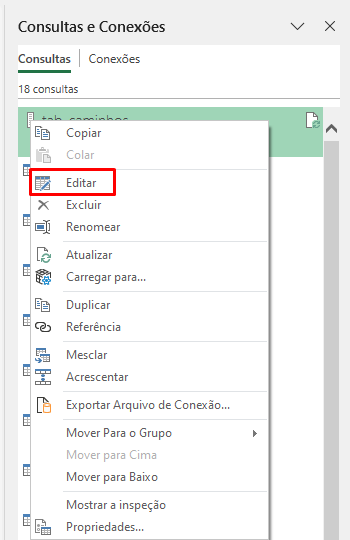 Consultas e Conexões
Consultas Conexões
18 consultas
tab_caminhos
Copiar
Colar
Editar
Excluir
Renomear
Atualizar
Carregar para...
Duplicar
Referência
Mesclar
Acrescentar
Exportar Arquivo de Conexão...
Mover Para o Grupo
Mover para Cima
Mover para Baixo
Mostrar a inspeção
Propriedades...